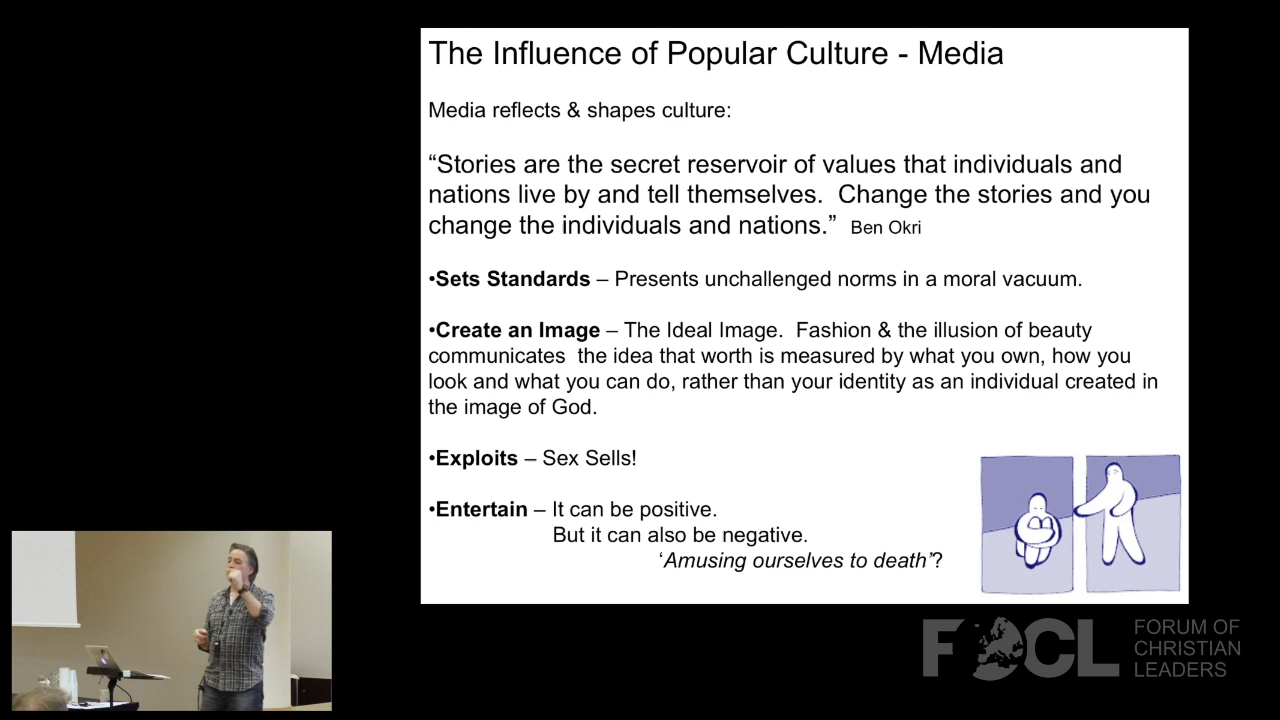 The Influence of Popular Culture - Media
Media reflects & shapes culture:
“Stories are the secret reservoir of values that individuals and
nations live by and tell themselves.  Change the stories and you
change the individuals and nations.”  Ben Okri
•Sets Standards – Presents unchallenged norms in a moral vacuum.
•Create an Image – The Ideal Image.  Fashion & the illusion of beauty
communicates  the idea that worth is measured by what you own, how you
look and what you can do, rather than your identity as an individual created in
the image of God.
•Exploits – Sex Sells!
•Entertain – It can be positive.
But it can also be negative.
‘Amusing ourselves to death’?
FOCL
FORUM OF
CHRISTIAN
LEADERS